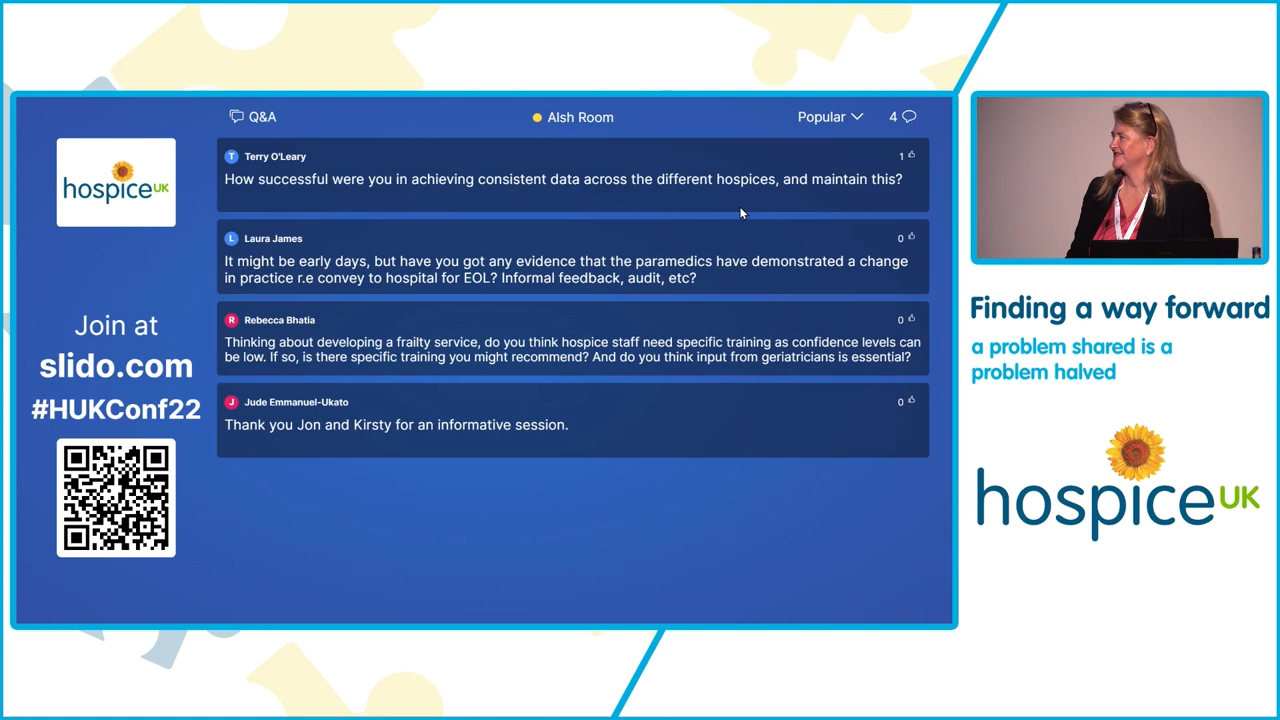 Q&A
Alsh Room
Popular
4
hospice UK
T
Terry O'Leary
1
How successful were you in achieving consistent data across the different hospices, and maintain this?
L
Laura James
0
It might be early days, but have you got any evidence that the paramedics have demonstrated a change
in practice r.e convey to hospital for EOL? Informal feedback, audit, etc?
R
Rebecca Bhatia
0
Thinking about developing a frailty service, do you think hospice staff need specific training as confidence levels can
be low. If so, is there specific training you might recommend? And do you think input from geriatricians is essential?
J
Jude Emmanuel-Ukato
0
Thank you Jon and Kirsty for an informative session.
Join at
slido.com
#HUKConf22
Finding a way forward
a problem shared is a
problem halved
hospice UK